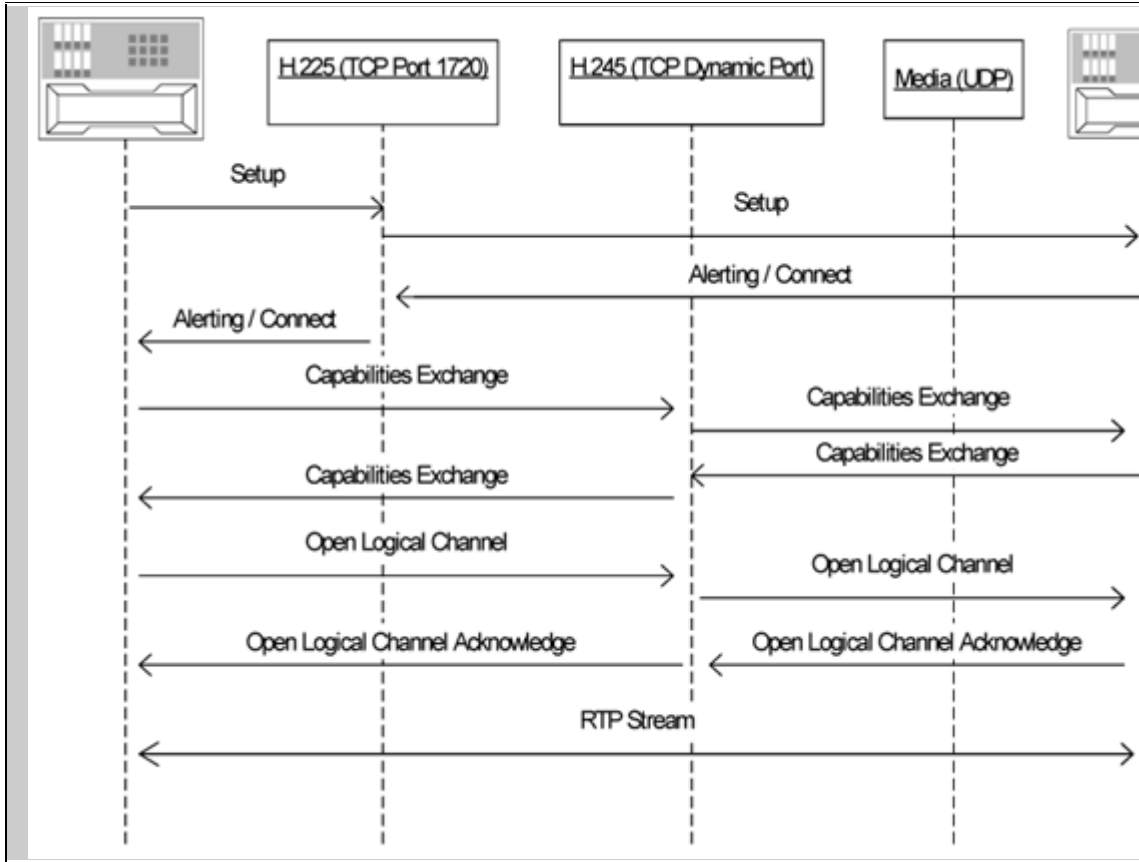 H.225 (TCP Port 1720)
H.245 (TCP Dynamic Port)
Media (UDP)
Setup
Setup
Alerting / Connect
Alerting / Connect
Capabilities Exchange
Capabilities Exchange
Capabilities Exchange
Capabilities Exchange
Open Logical Channel
Open Logical Channel
Open Logical Channel Acknowledge
Open Logical Channel Acknowledge
RTP Stream